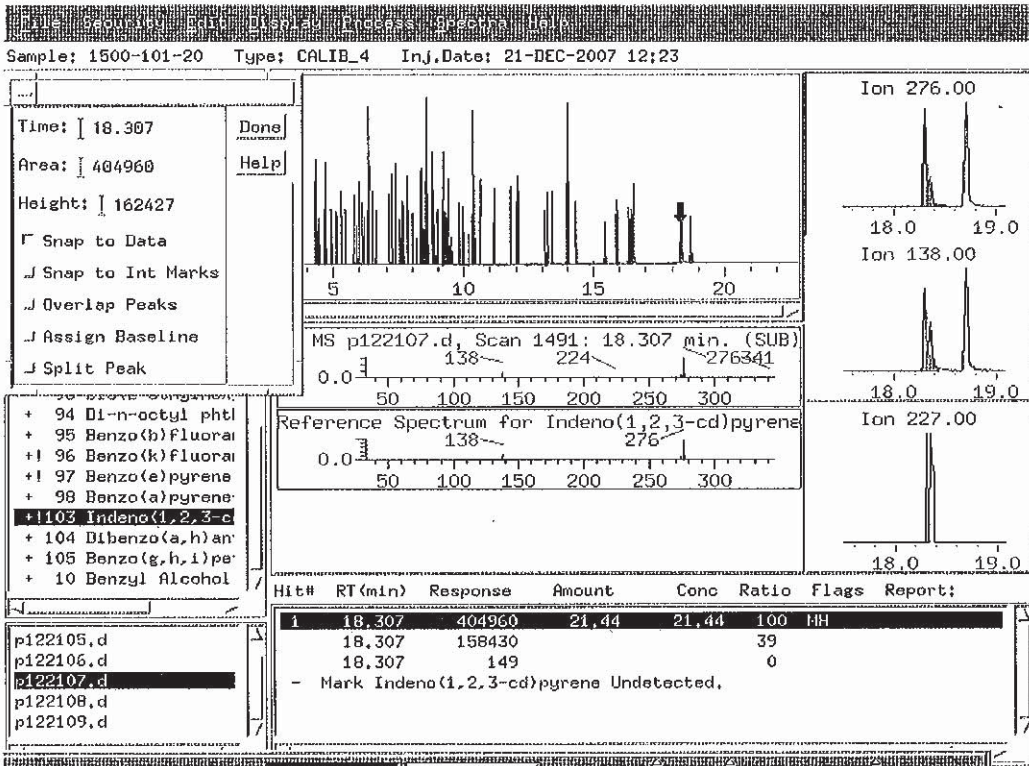 File Security Edit Display Process Spectra Help
Sample: 1500-101-20 Type: CALIB_4 Inj.Date: 21-DEC-2007 12:23
Time: 18.307 Done
Area: 404960 Help
Height: 162427
Snap to Data
Snap to Int Marks
Overlap Peaks
Assign Baseline
Split Peak
+ 94 Di-n-octyl phtl
+ 95 Benzo(b)fluora
+! 96 Benzo(k)fluora
+! 97 Benzo(e)pyrene
+ 98 Benzo(a)pyrene
+!103 Indeno(1,2,3-c
+ 104 Dibenzo(a,h)an
+ 105 Benzo(g,h,i)pe
+ 10 Benzyl Alcohol
p122105.d
p122106.d
p122107.d
p122108.d
p122109.d
5 10 15 20
MS p122107.d, Scan 1491: 18.307 min. (SUB)
138 224 276341
0.0
50 100 150 200 250 300
Reference Spectrum for Indeno(1,2,3-cd)pyrene
138 276
0.0
50 100 150 200 250 300
Ion 276.00
18.0 19.0
Ion 138.00
18.0 19.0
Ion 227.00
18.0 19.0
Hit# RT(min) Response Amount Conc Ratio Flags Report:
1 18.307 404960 21.44 21.44 100 MH
18.307 158430 39
18.307 149 0
- Mark Indeno(1,2,3-cd)pyrene Undetected.